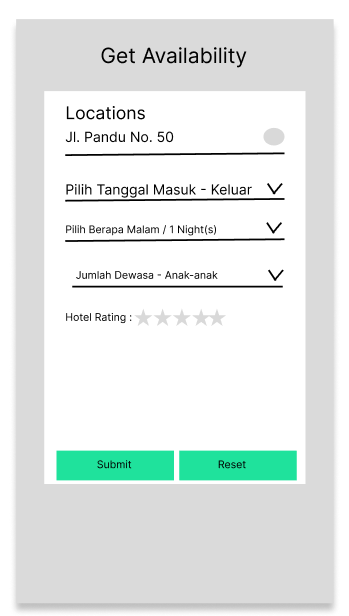 Get Availability
Locations
Jl. Pandu No. 50
Pilih Tanggal Masuk - Keluar
Pilih Berapa Malam / 1 Night(s)
Jumlah Dewasa - Anak-anak
Hotel Rating :
Submit Reset